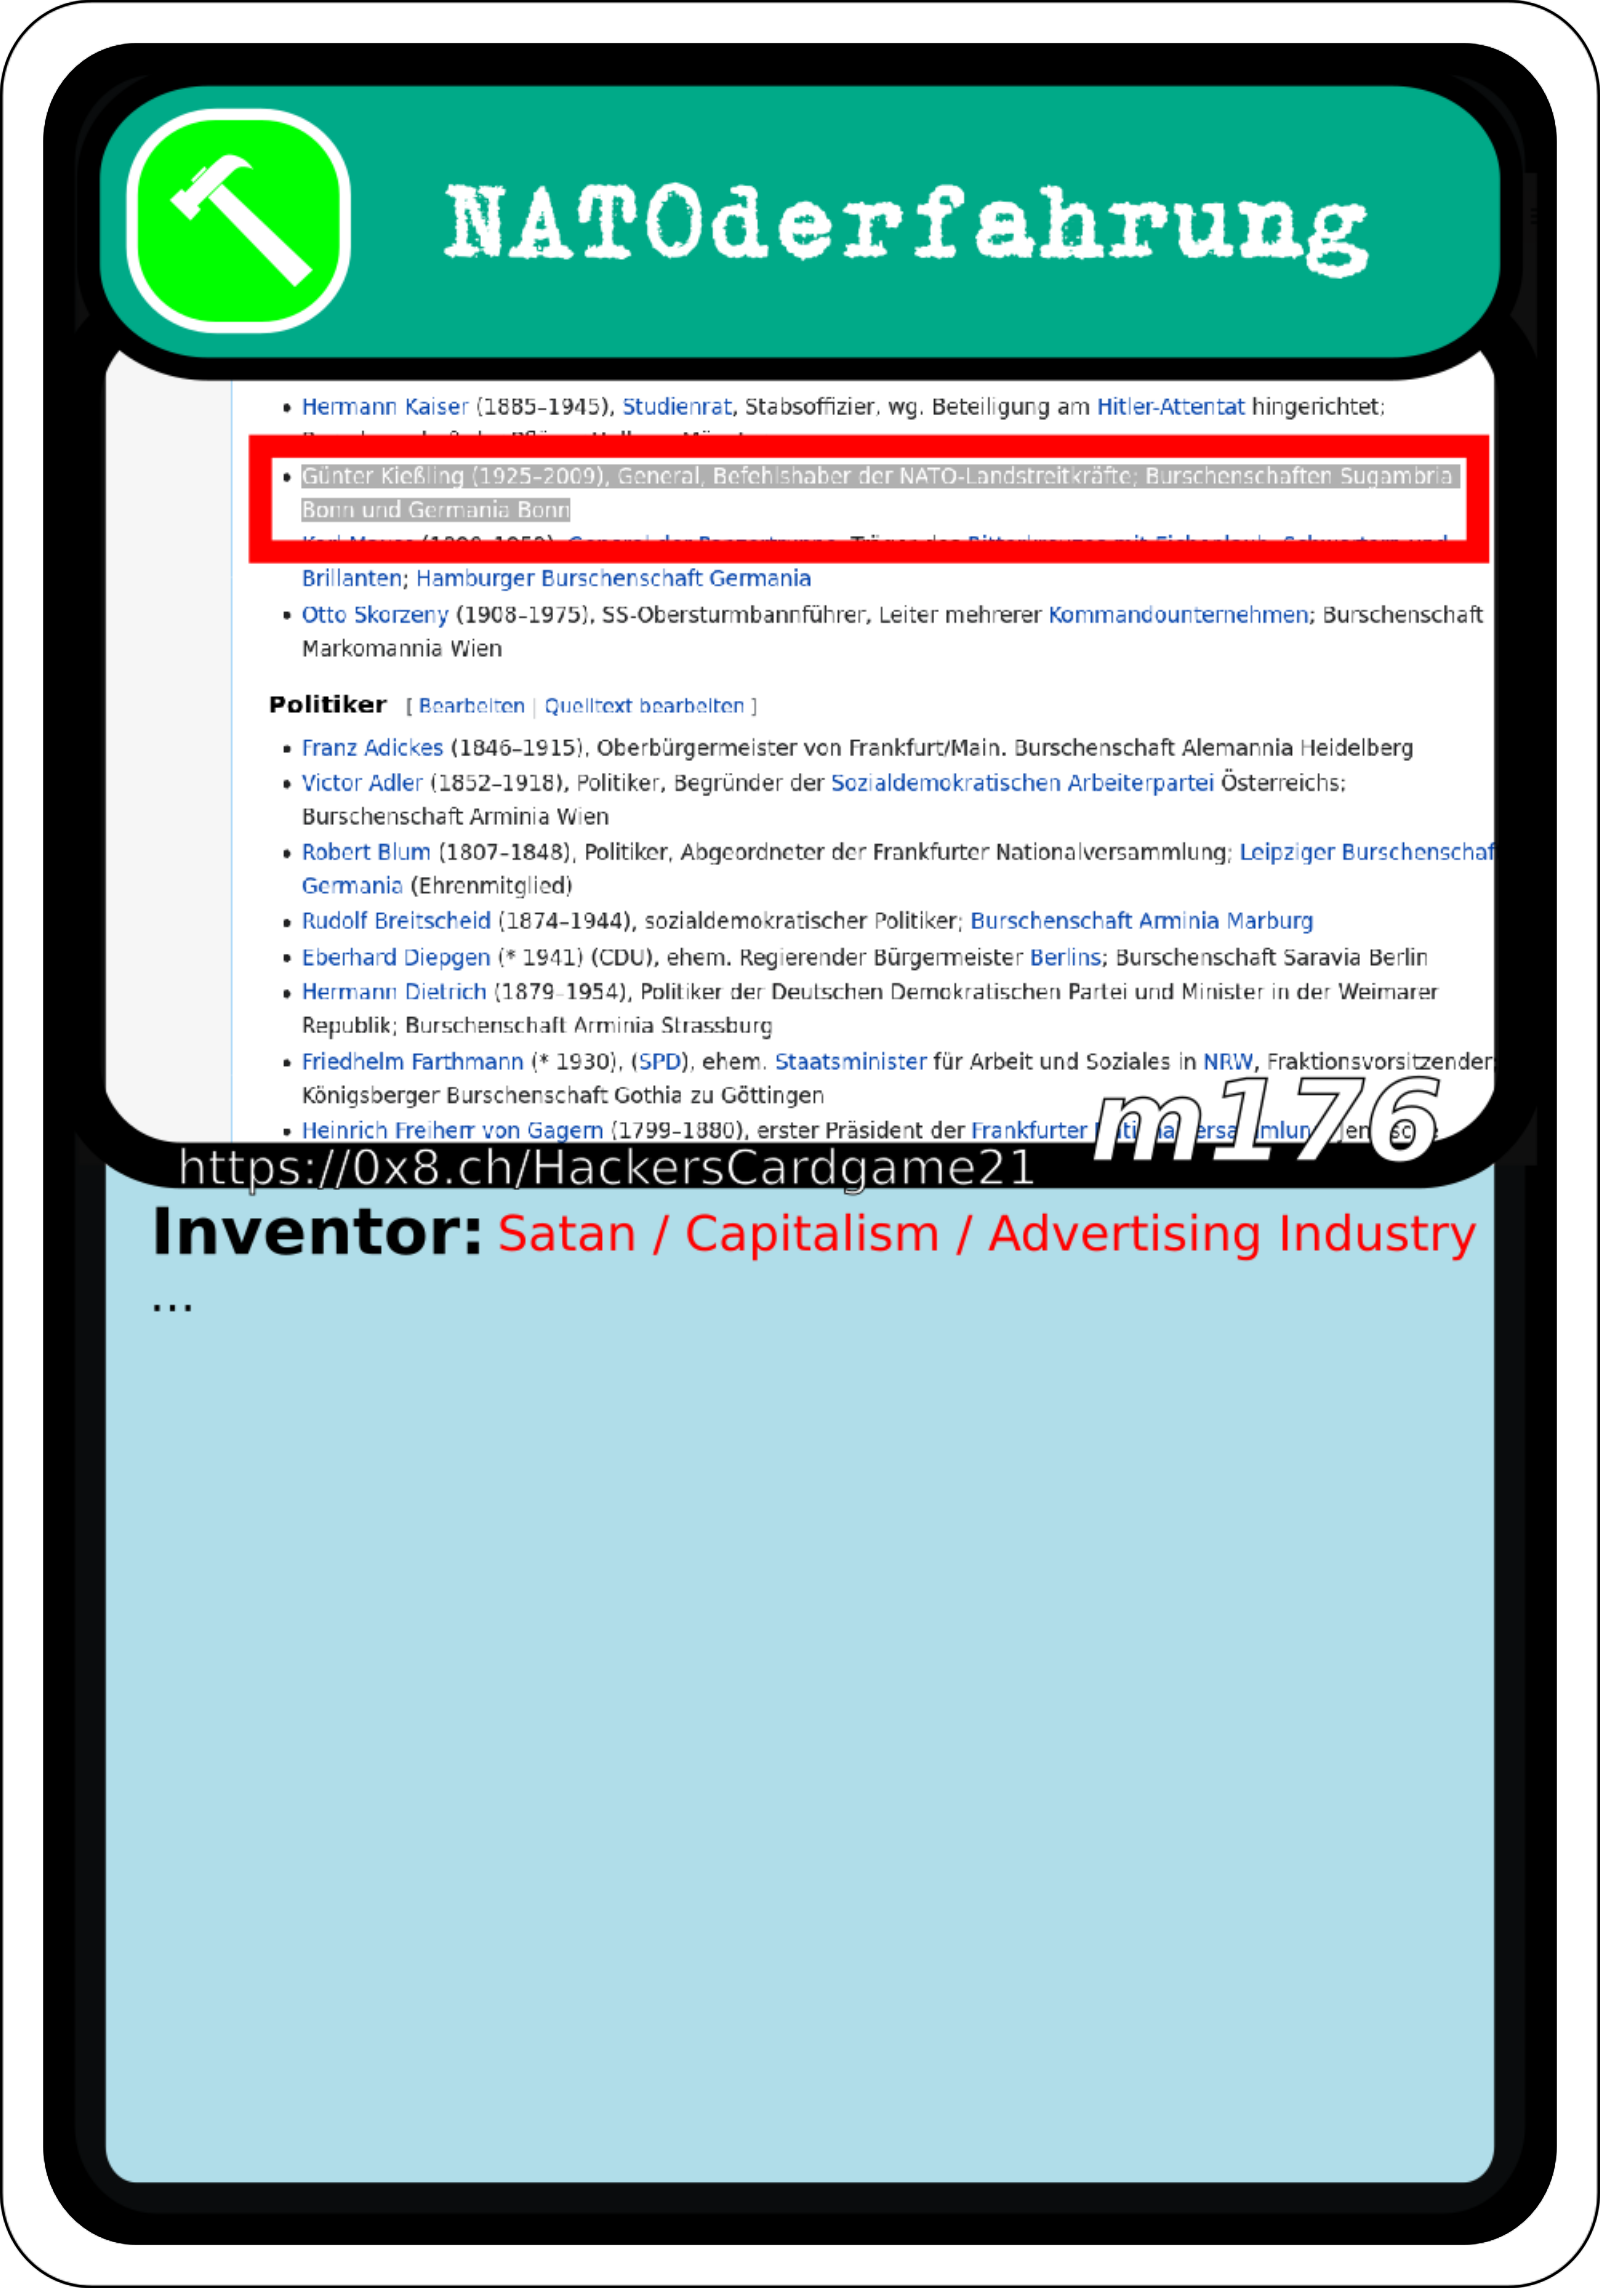 NATOderfahrung
• Hermann Kaiser (1885–1945), Studienrat, Stabsoffizier, wg. Beteiligung am Hitler-Attentat hingerichtet;
• Günter Kießling (1925–2009), General, Befehlshaber der NATO-Landstreitkräfte; Burschenschaften Sugambria
Bonn und Germania Bonn
Brillanten; Hamburger Burschenschaft Germania
• Otto Skorzeny (1908–1975), SS-Obersturmbannführer, Leiter mehrerer Kommandounternehmen; Burschenschaft
Markomannia Wien
Politiker [ Bearbeiten | Quelltext bearbeiten ]
• Franz Adickes (1846–1915), Oberbürgermeister von Frankfurt/Main. Burschenschaft Alemannia Heidelberg
• Victor Adler (1852–1918), Politiker, Begründer der Sozialdemokratischen Arbeiterpartei Österreichs;
Burschenschaft Arminia Wien
• Robert Blum (1807–1848), Politiker, Abgeordneter der Frankfurter Nationalversammlung; Leipziger Burschenschaf
Germania (Ehrenmitglied)
• Rudolf Breitscheid (1874–1944), sozialdemokratischer Politiker; Burschenschaft Arminia Marburg
• Eberhard Diepgen (* 1941) (CDU), ehem. Regierender Bürgermeister Berlins; Burschenschaft Saravia Berlin
• Hermann Dietrich (1879–1954), Politiker der Deutschen Demokratischen Partei und Minister in der Weimarer
Republik; Burschenschaft Arminia Strassburg
• Friedhelm Farthmann (* 1930), (SPD), ehem. Staatsminister für Arbeit und Soziales in NRW, Fraktionsvorsitzender;
Königsberger Burschenschaft Gothia zu Göttingen
• Heinrich Freiherr von Gagern (1799–1880), erster Präsident der Frankfurter
m176
https://0x8.ch/HackersCardgame21
Inventor: Satan / Capitalism / Advertising Industry
...